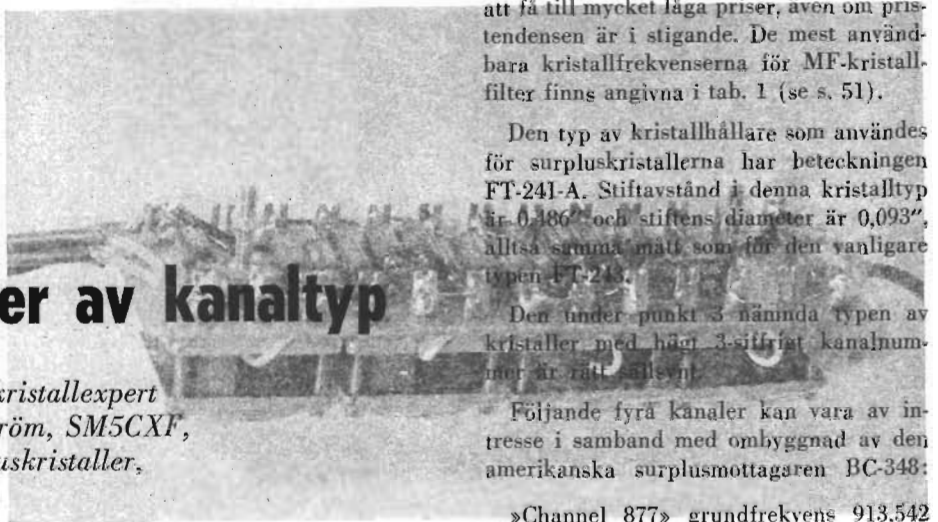 er av kanaltyp
kristallexpert
röm, SM5CXF,
uskristaller,
att få till mycket låga priser, även om pris-
tendensen är i stigande. De mest använd-
bara kristallfrekvenserna för MF-kristall-
filter finns angivna i tab. 1 (se s. 51).
Den typ av kristallhållare som användes
för surpluskristallerna har beteckningen
FT-241-A. Stiftavstånd i denna kristalltyp
är 0,486″ och stiftens diameter är 0,093″,
alltså samma mått som för den vanligare
typen FT-243.
Den under punkt 3 nämnda typen av
kristaller med högt 3-siffrigt kanalnum-
mer är rätt sällsynt.
Följande fyra kanaler kan vara av in-
tresse i samband med ombyggnad av den
amerikanska surplusmottagaren BC-348:
»Channel 877» grundfrekvens 913,542